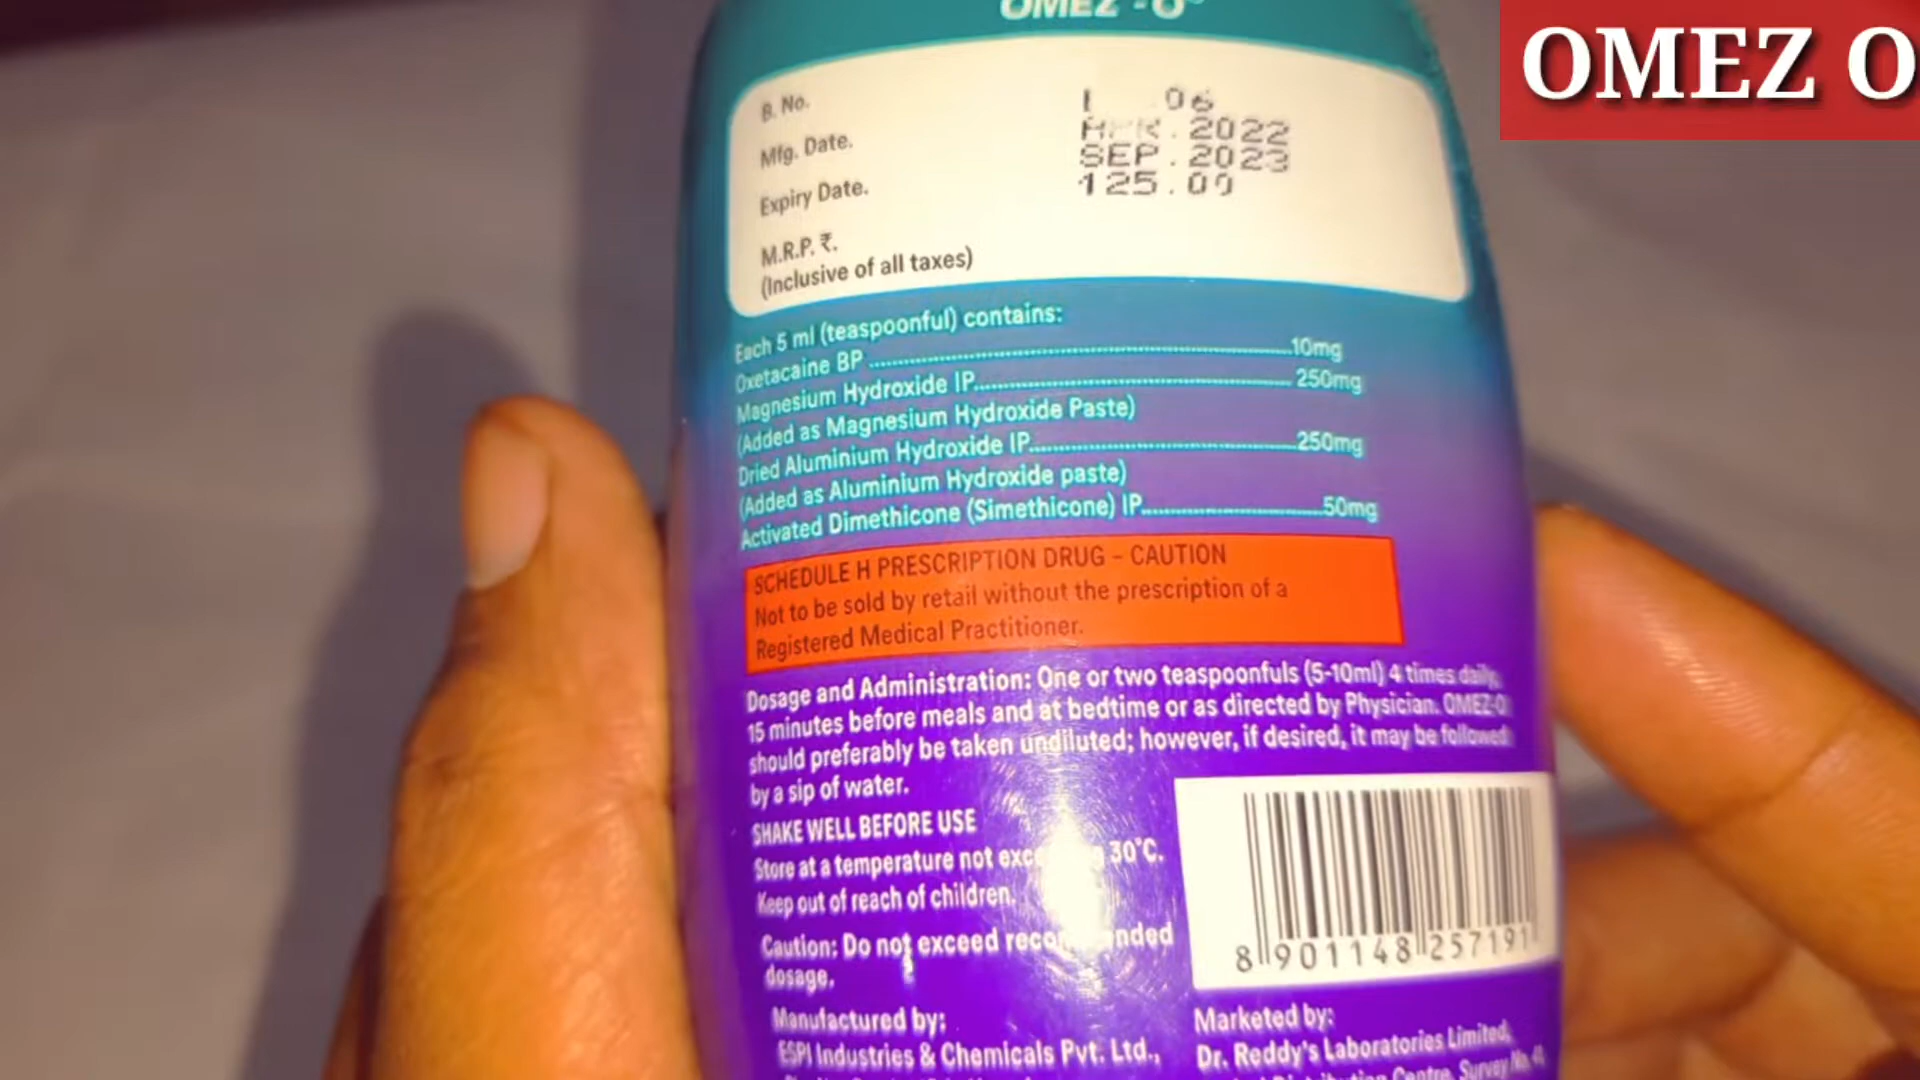 OMEZ O
OMEZ-O
B. No. 06
Mfg. Date. APR. 2022
Expiry Date. SEP. 2023
M.R.P. ₹. 125.00
(Inclusive of all taxes)
Each 5 ml (teaspoonful) contains:
Oxetacaine BP 10mg
Magnesium Hydroxide IP 250mg
(Added as Magnesium Hydroxide Paste)
Dried Aluminium Hydroxide IP 250mg
(Added as Aluminium Hydroxide paste)
Activated Dimethicone (Simethicone) IP 50mg
SCHEDULE H PRESCRIPTION DRUG – CAUTION
Not to be sold by retail without the prescription of a
Registered Medical Practitioner.
Dosage and Administration: One or two teaspoonfuls (5-10ml) 4 times daily,
15 minutes before meals and at bedtime or as directed by Physician. OMEZ-O
should preferably be taken undiluted; however, if desired, it may be followed
by a sip of water.
SHAKE WELL BEFORE USE
Store at a temperature not 30°C.
Keep out of reach of children.
Caution: Do not exceed recommended
dosage.
8 901148 257191
Manufactured by:
ESPI Industries & Chemicals Pvt. Ltd.,
Marketed by:
Dr. Reddy's Laboratories Limited,
Centre, Survey No.